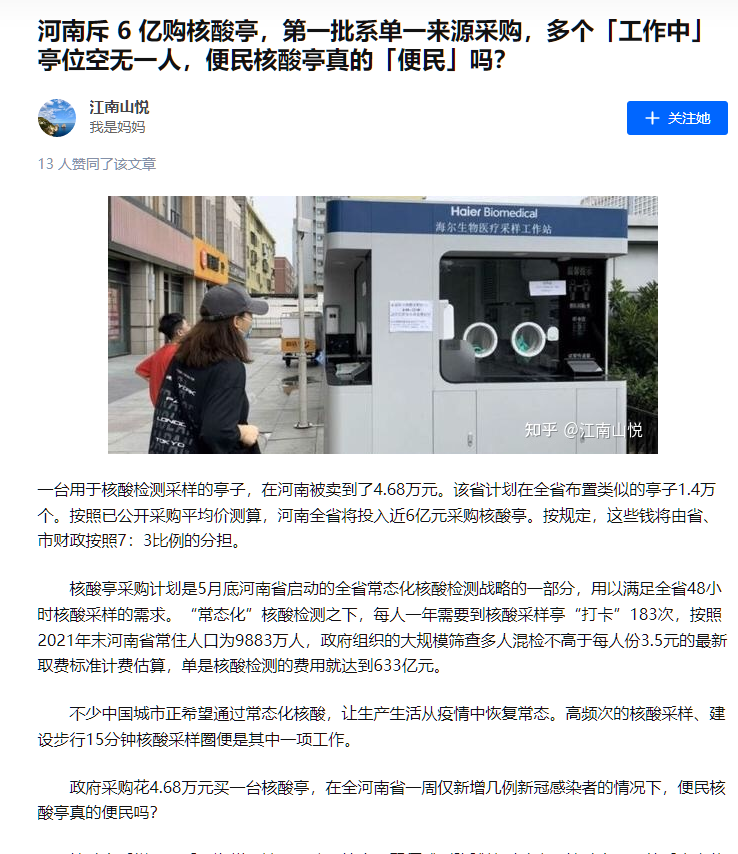 河南斥 6 亿购核酸亭，第一批系单一来源采购，多个「工作中」
亭位空无一人，便民核酸亭真的「便民」吗？
江南山悦
我是妈妈
＋ 关注她
13 人赞同了该文章
Haier Biomedical
海尔生物医疗采样工作站
YORK
LONDON
TOKYO
知乎 @江南山悦
一台用于核酸检测采样的亭子，在河南被卖到了4.68万元。该省计划在全省布置类似的亭子1.4万
个。按照已公开采购平均价测算，河南全省将投入近6亿元采购核酸亭。按规定，这些钱将由省、
市财政按照7：3比例的分担。
核酸亭采购计划是5月底河南省启动的全省常态化核酸检测战略的一部分，用以满足全省48小
时核酸采样的需求。“常态化”核酸检测之下，每人一年需要到核酸采样亭“打卡”183次，按照
2021年末河南省常住人口为9883万人，政府组织的大规模筛查多人混检不高于每人份3.5元的最新
取费标准计费估算，单是核酸检测的费用就达到633亿元。
不少中国城市正希望通过常态化核酸，让生产生活从疫情中恢复常态。高频次的核酸采样、建
设步行15分钟核酸采样圈便是其中一项工作。
政府采购花4.68万元买一台核酸亭，在全河南省一周仅新增几例新冠感染者的情况下，便民核
酸亭真的便民吗？